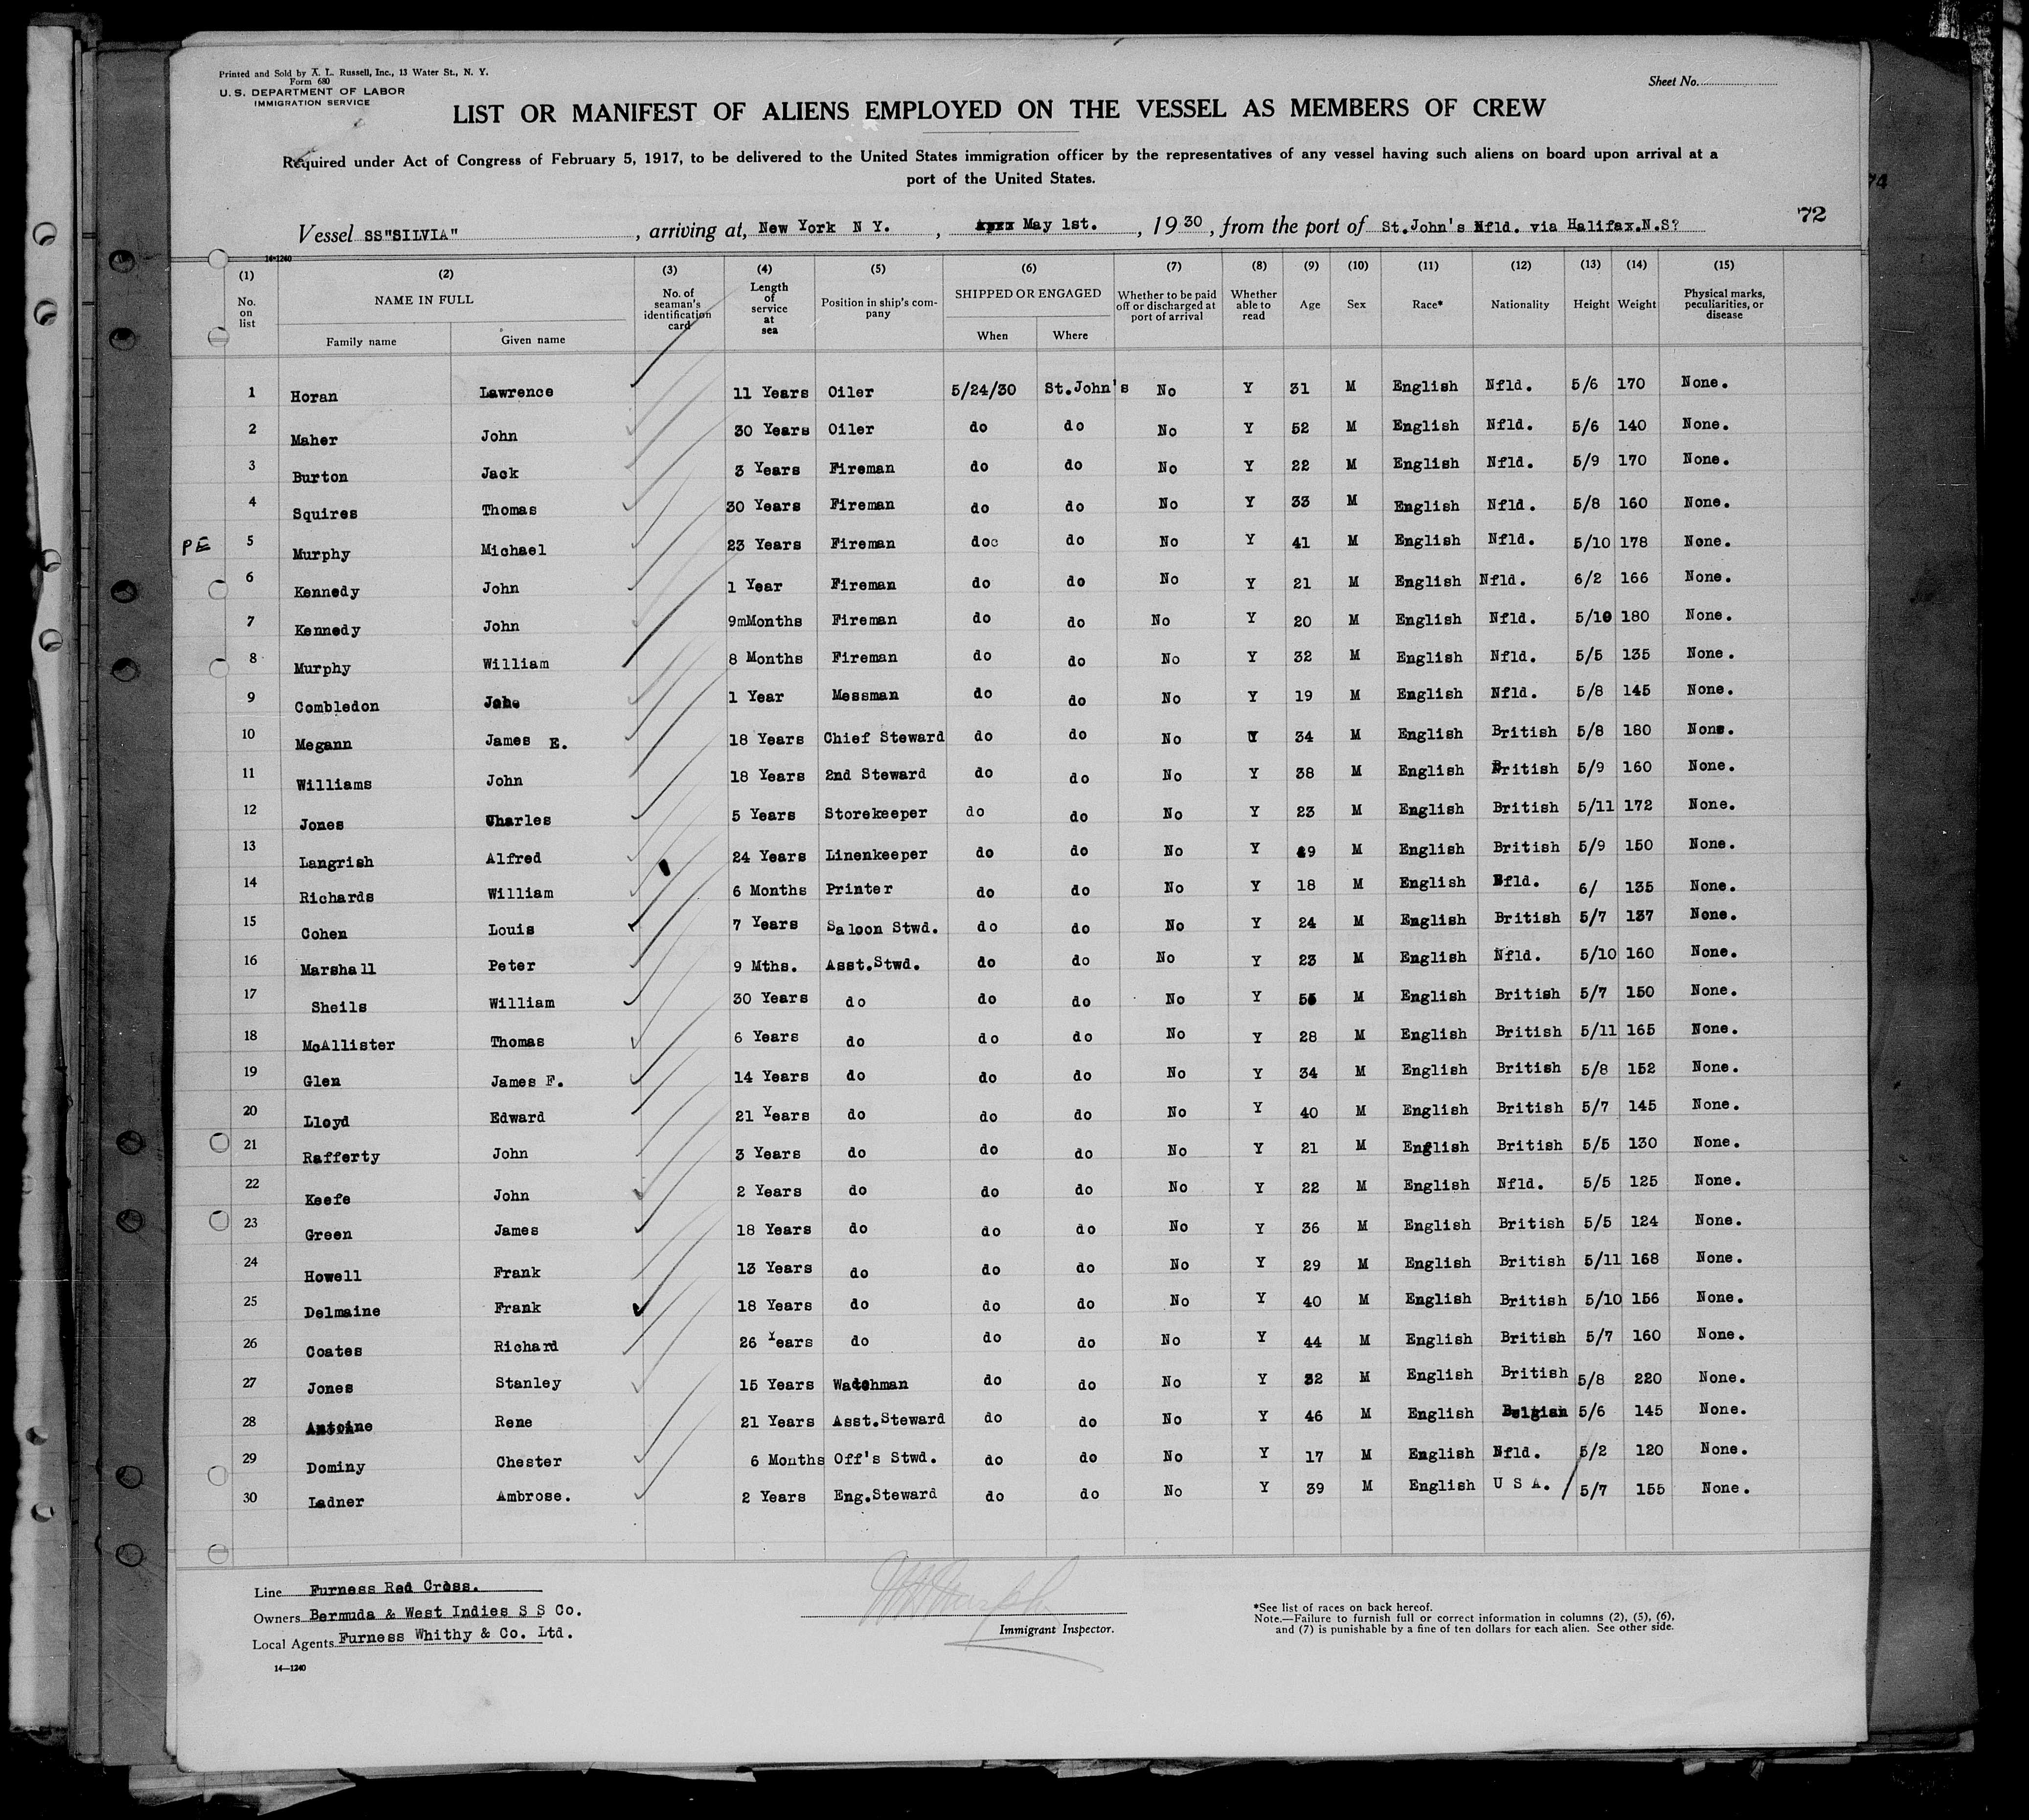 Printed and Sold by A. L. Russell, Inc., 13 Water St., N. Y.
Form 680
U. S. DEPARTMENT OF LABOR
IMMIGRATION SERVICE
Sheet No.
LIST OR MANIFEST OF ALIENS EMPLOYED ON THE VESSEL AS MEMBERS OF CREW
Required under Act of Congress of February 5, 1917, to be delivered to the United States immigration officer by the representatives of any vessel having such aliens on board upon arrival at a
port of the United States.
74
72
Vessel SS"SILVIA", arriving at, New York N Y., May 1st., 1930, from the port of St.John's Nfld. via Halifax.N.S?
14-1240
(1) (2) (3) (4) (5) (6) (7) (8) (9) (10) (11) (12) (13) (14) (15)
No. on list NAME IN FULL Family name Given name No. of seaman's identification card Length of service at sea Position in ship's company SHIPPED OR ENGAGED When Where Whether to be paid off or discharged at port of arrival Whether able to read Age Sex Race* Nationality Height Weight Physical marks, peculiarities, or disease
1 Horan Lawrence 11 Years Oiler 5/24/30 St.John's No Y 31 M English Nfld. 5/6 170 None.
2 Maher John 30 Years Oiler do do No Y 52 M English Nfld. 5/6 140 None.
3 Burton Jack 3 Years Fireman do do No Y 22 M English Nfld. 5/9 170 None.
4 Squires Thomas 30 Years Fireman do do No Y 33 M English Nfld. 5/8 160 None.
PE 5 Murphy Michael 23 Years Fireman doc do No Y 41 M English Nfld. 5/10 178 None.
6 Kennedy John 1 Year Fireman do do No Y 21 M English Nfld. 6/2 166 None.
7 Kennedy John 9mMonths Fireman do do No Y 20 M English Nfld. 5/10 180 None.
8 Murphy William 8 Months Fireman do do No Y 32 M English Nfld. 5/5 135 None.
9 Combledon 1 Year Messman do do No Y 19 M English Nfld. 5/8 145 None.
10 Megann James E. 18 Years Chief Steward do do No Y 34 M English British 5/8 180 None.
11 Williams John 18 Years 2nd Steward do do No Y 38 M English British 5/9 160 None.
12 Jones Charles 5 Years Storekeeper do do No Y 23 M English British 5/11 172 None.
13 Langrish Alfred 24 Years Linenkeeper do do No Y M English British 5/9 150 None.
14 Richards William 6 Months Printer do do No Y 18 M English Nfld. 6/ 135 None.
15 Cohen Louis 7 Years Saloon Stwd. do do No Y 24 M English British 5/7 137 None.
16 Marshall Peter 9 Mths. Asst.Stwd. do do No Y 23 M English Nfld. 5/10 160 None.
17 Sheils William 30 Years do do do No Y 55 M English British 5/7 150 None.
18 McAllister Thomas 6 Years do do do No Y 28 M English British 5/11 165 None.
19 Glen James F. 14 Years do do do No Y 34 M English British 5/8 152 None.
20 Lloyd Edward 21 Years do do do No Y 40 M English British 5/7 145 None.
21 Rafferty John 3 Years do do do No Y 21 M English British 5/5 130 None.
22 Keefe John 2 Years do do do No Y 22 M English Nfld. 5/5 125 None.
23 Green James 18 Years do do do No Y 36 M English British 5/5 124 None.
24 Howell Frank 13 Years do do do No Y 29 M English British 5/11 168 None.
25 Delmaine Frank 18 Years do do do No Y 40 M English British 5/10 156 None.
26 Coates Richard 26 Years do do do No Y 44 M English British 5/7 160 None.
27 Jones Stanley 15 Years Watchman do do No Y 32 M English British 5/8 220 None.
28 Antoine Rene 21 Years Asst.Steward do do No Y 46 M English Belgian 5/6 145 None.
29 Dominy Chester 6 Months Off's Stwd. do do No Y 17 M English Nfld. 5/2 120 None.
30 Ladner Ambrose. 2 Years Eng.Steward do do No Y 39 M English U S A. 5/7 155 None.
Line Furness Red Cross.
Owners Bermuda & West Indies S S Co.
Local Agents Furness Whithy & Co. Ltd.
14—1240
Immigrant Inspector.
*See list of races on back hereof.
Note.—Failure to furnish full or correct information in columns (2), (5), (6),
and (7) is punishable by a fine of ten dollars for each alien. See other side.